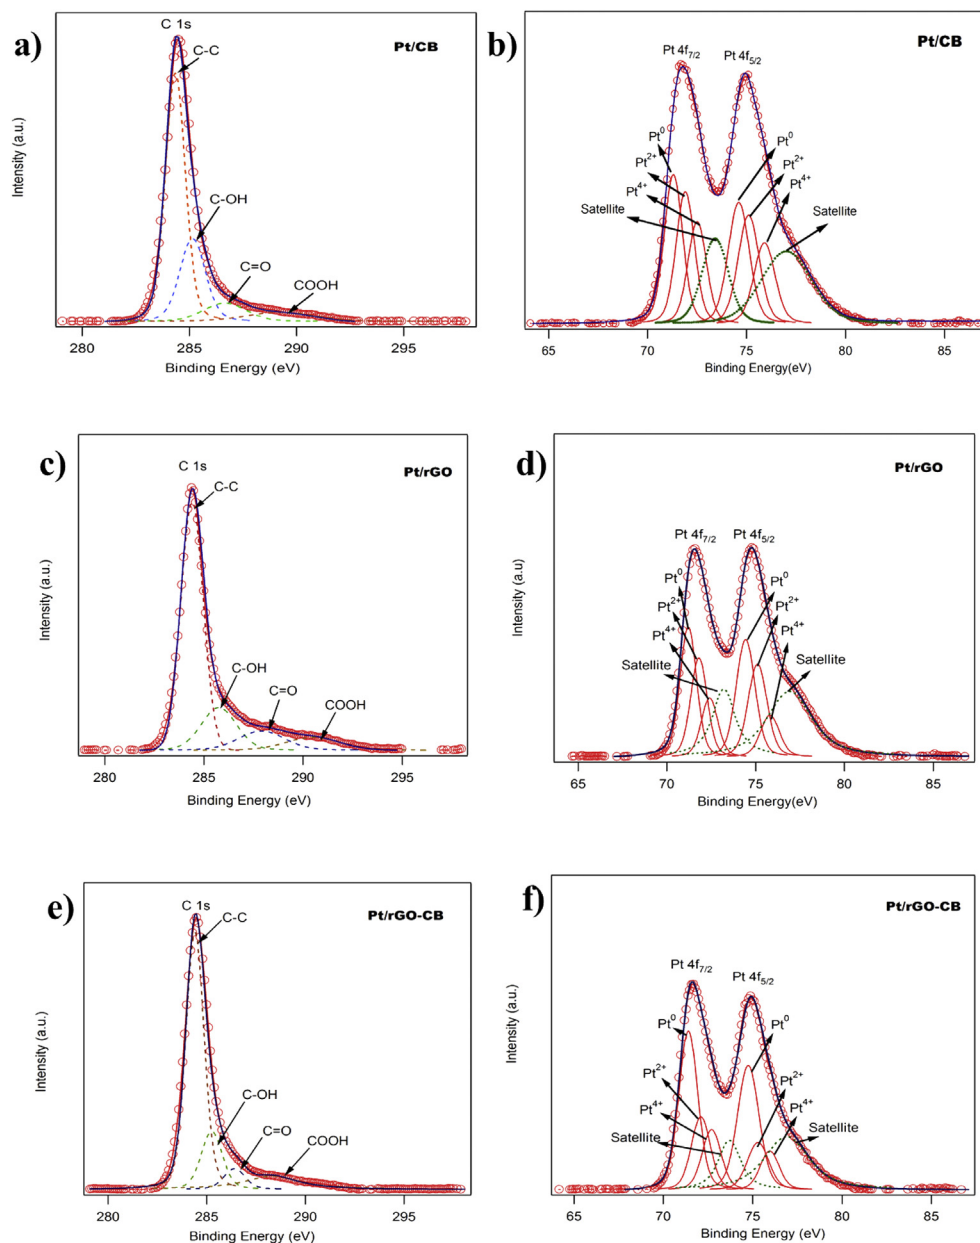 a)
C 1s
Pt/CB
C-C
C-OH
C=O
COOH
Intensity (a.u.)
280 285 290 295
Binding Energy (eV)
b)
Pt/CB
Pt 4f7/2 Pt 4f5/2
Pt0
Pt2+
Pt4+
Satellite
Pt0
Pt2+
Pt4+
Satellite
Intensity (a.u.)
65 70 75 80 85
Binding Energy(eV)
c)
C 1s
Pt/rGO
C-C
C-OH
C=O
COOH
Intensity (a.u.)
280 285 290 295
Binding Energy (eV)
d)
Pt/rGO
Pt 4f7/2 Pt 4f5/2
Pt0
Pt2+
Pt4+
Satellite
Pt0
Pt2+
Pt4+
Satellite
Intensity (a.u)
65 70 75 80 85
Binding Energy(eV)
e)
C 1s
Pt/rGO-CB
C-C
C-OH
C=O
COOH
Intensity (a.u.)
280 285 290 295
Binding Energy (eV)
f)
Pt/rGO-CB
Pt 4f7/2 Pt 4f5/2
Pt0
Pt2+
Pt4+
Satellite
Pt0
Pt2+
Pt4+
Satellite
Intensity (a.u.)
65 70 75 80 85
Binding Energy (eV)